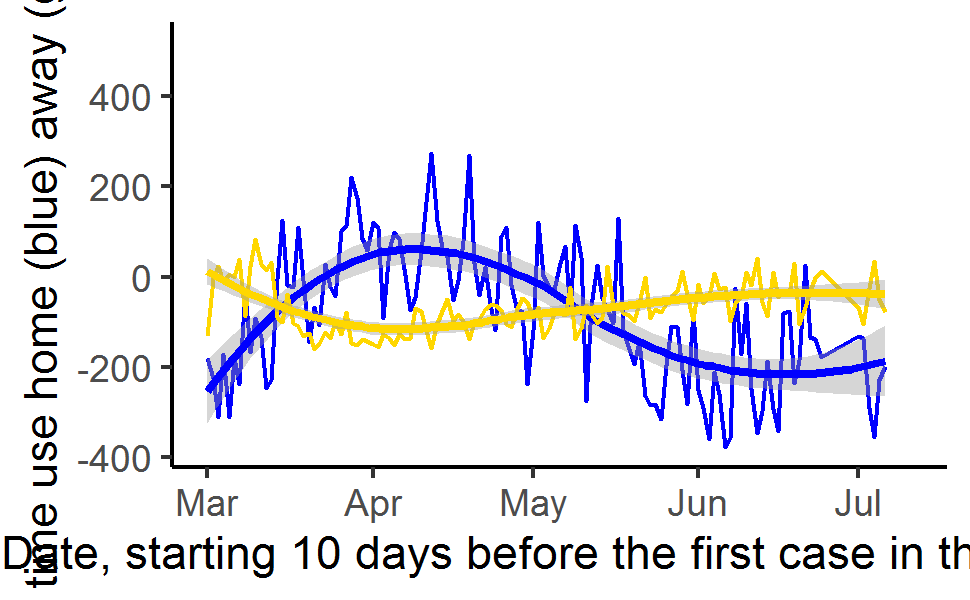 time use home (blue) away (
400
200
0
-200
-400
Mar Apr May Jun Jul
Date, starting 10 days before the first case in th